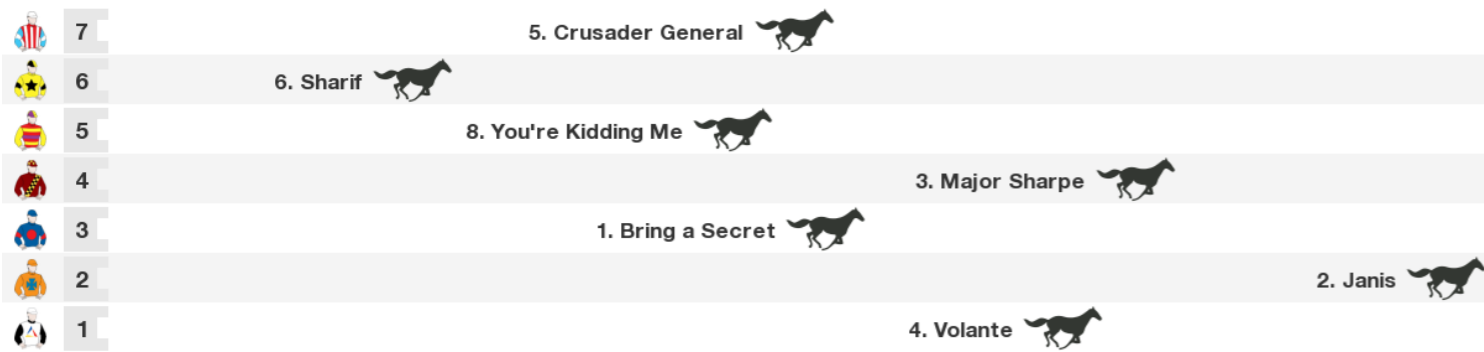 7 5. Crusader General
6 6. Sharif
5 8. You're Kidding Me
4 3. Major Sharpe
3 1. Bring a Secret
2 2. Janis
1 4. Volante